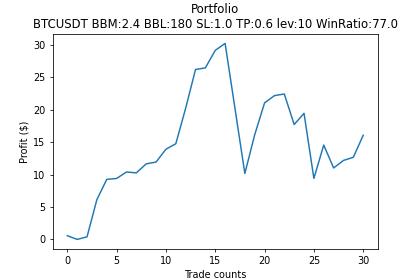 Portfolio
BTCUSDT BBM:2.4 BBL:180 SL:1.0 TP:0.6 lev:10 WinRatio:77.0
Profit ($)
30
25
20
15
10
5
0
0 5 10 15 20 25 30
Trade counts